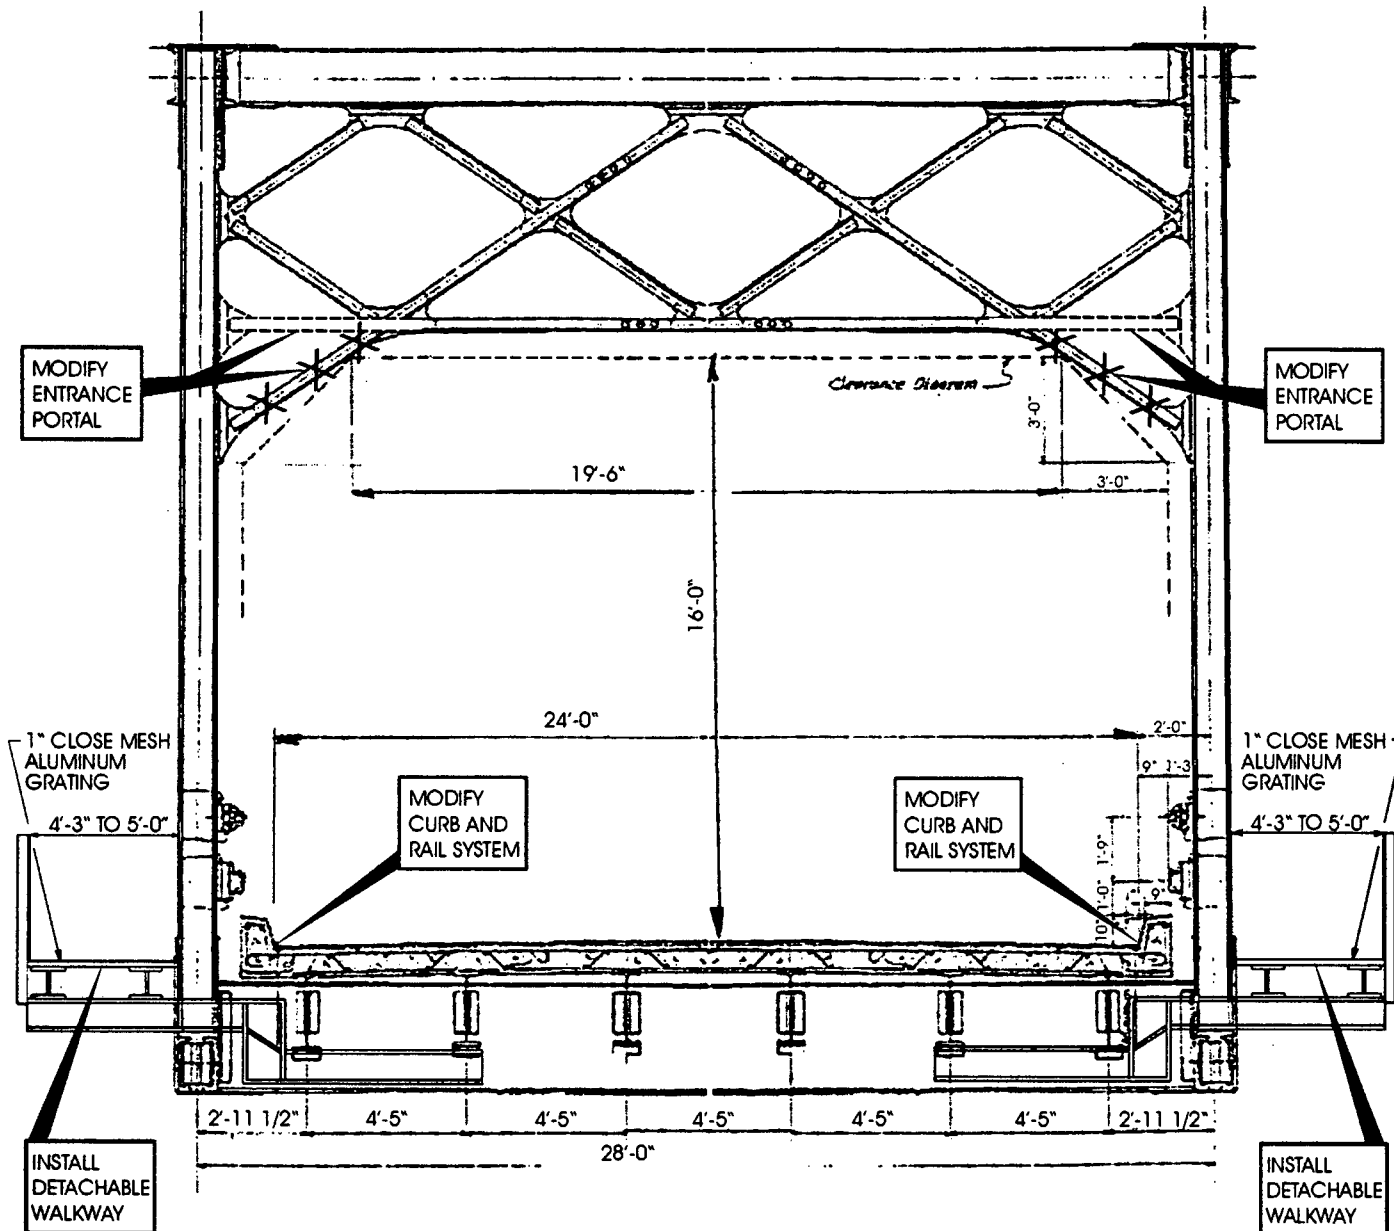 Clearance Diagram
MODIFY
ENTRANCE
PORTAL
MODIFY
ENTRANCE
PORTAL
3'-0"
19'-6"
3'-0"
16'-0"
24'-0"
2'-0"
1" CLOSE MESH
ALUMINUM
GRATING
1" CLOSE MESH
ALUMINUM
GRATING
9" 1'-3
MODIFY
CURB AND
RAIL SYSTEM
MODIFY
CURB AND
RAIL SYSTEM
4'-3" TO 5'-0"
4'-3" TO 5'-0"
1'-9"
1'-0"
9"
10"
2'-11 1/2"
4'-5"
4'-5"
4'-5"
4'-5"
4'-5"
2'-11 1/2"
28'-0"
INSTALL
DETACHABLE
WALKWAY
INSTALL
DETACHABLE
WALKWAY